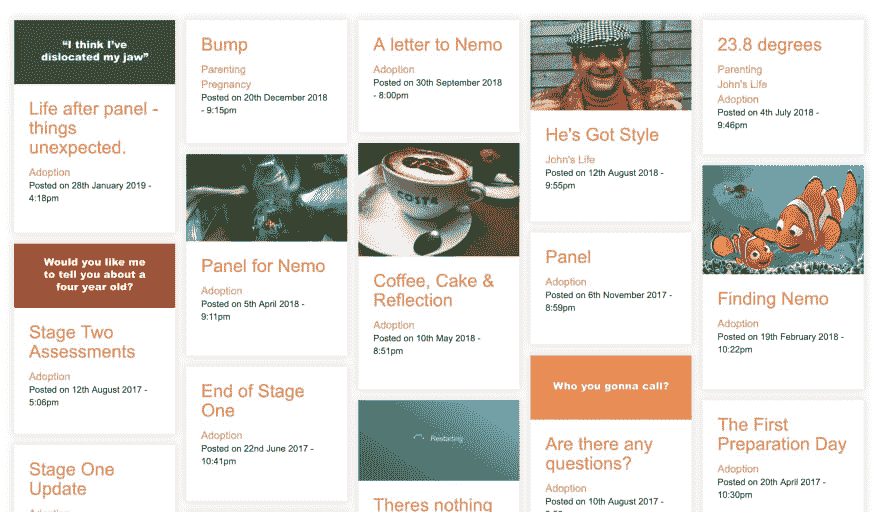 “I think I’ve
dislocated my jaw”
Life after panel -
things
unexpected.
Adoption
Posted on 28th January 2019 -
4:18pm
Would you like me
to tell you about a
four year old?
Stage Two
Assessments
Adoption
Posted on 12th August 2017 -
5:06pm
Stage One
Update
Adoption
Bump
Parenting
Pregnancy
Posted on 20th December 2018
- 9:15pm
Panel for Nemo
Adoption
Posted on 5th April 2018 -
9:11pm
End of Stage
One
Adoption
Posted on 22nd June 2017 -
10:41pm
A letter to Nemo
Adoption
Posted on 30th September 2018
- 8:00pm
COSTA
Coffee, Cake &
Reflection
Adoption
Posted on 10th May 2018 -
8:51pm
Restarting
Theres nothing
He's Got Style
John's Life
Posted on 12th August 2018 -
9:55pm
Panel
Adoption
Posted on 6th November 2017 -
8:59pm
Who you gonna call?
Are there any
questions?
Adoption
Posted on 10th August 2017 -
23.8 degrees
Parenting
John's Life
Adoption
Posted on 4th July 2018 -
9:46pm
Finding Nemo
Adoption
Posted on 19th February 2018 -
10:22pm
The First
Preparation Day
Adoption
Posted on 20th April 2017 -
10:30pm